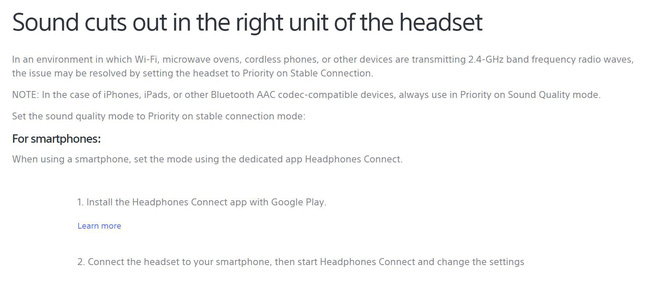 Sound cuts out in the right unit of the headset
In an environment in which Wi-Fi, microwave ovens, cordless phones, or other devices are transmitting 2.4-GHz band frequency radio waves,
the issue may be resolved by setting the headset to Priority on Stable Connection.
NOTE: In the case of iPhones, iPads, or other Bluetooth AAC codec-compatible devices, always use in Priority on Sound Quality mode.
Set the sound quality mode to Priority on stable connection mode:
For smartphones:
When using a smartphone, set the mode using the dedicated app Headphones Connect.
1. Install the Headphones Connect app with Google Play.
Learn more
2. Connect the headset to your smartphone, then start Headphones Connect and change the settings